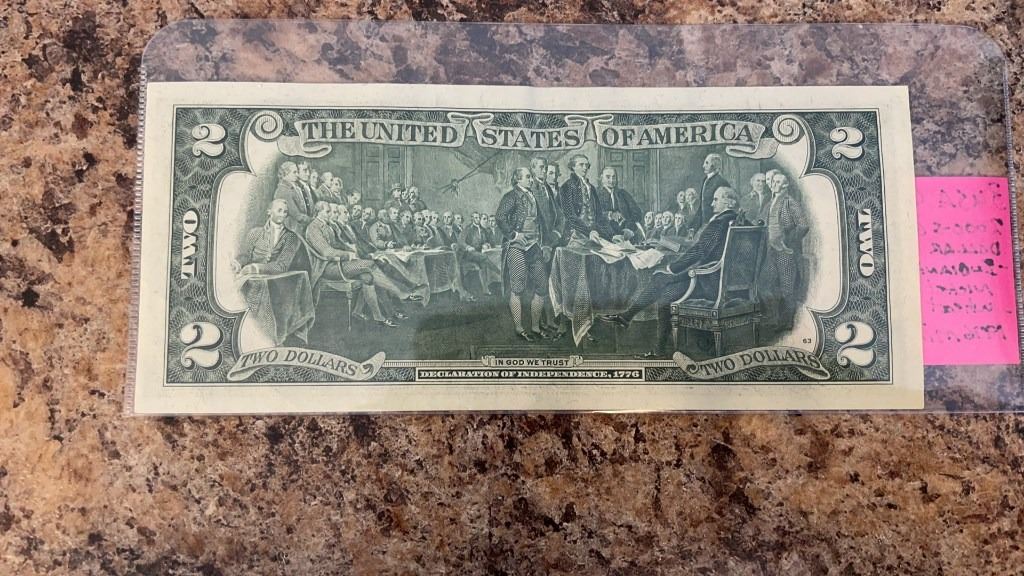 THE UNITED STATES OF AMERICA
2 2
TWO TWO
2 2
63
TWO DOLLARS IN GOD WE TRUST TWO DOLLARS
DECLARATION OF INDEPENDENCE, 1776